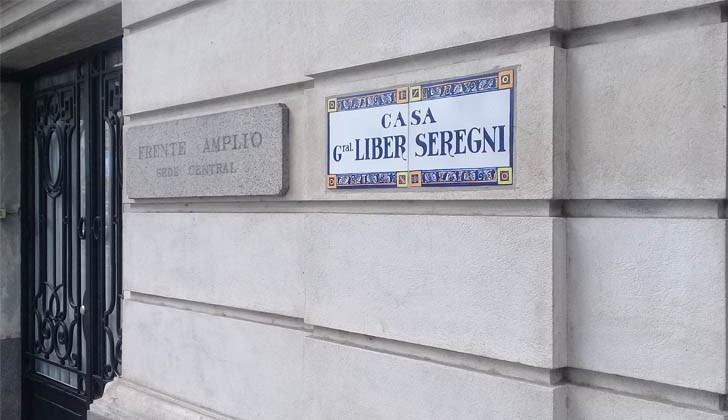 FRENTE AMPLIO
SEDE CENTRAL
CASA
Gral. LIBER SEREGNI